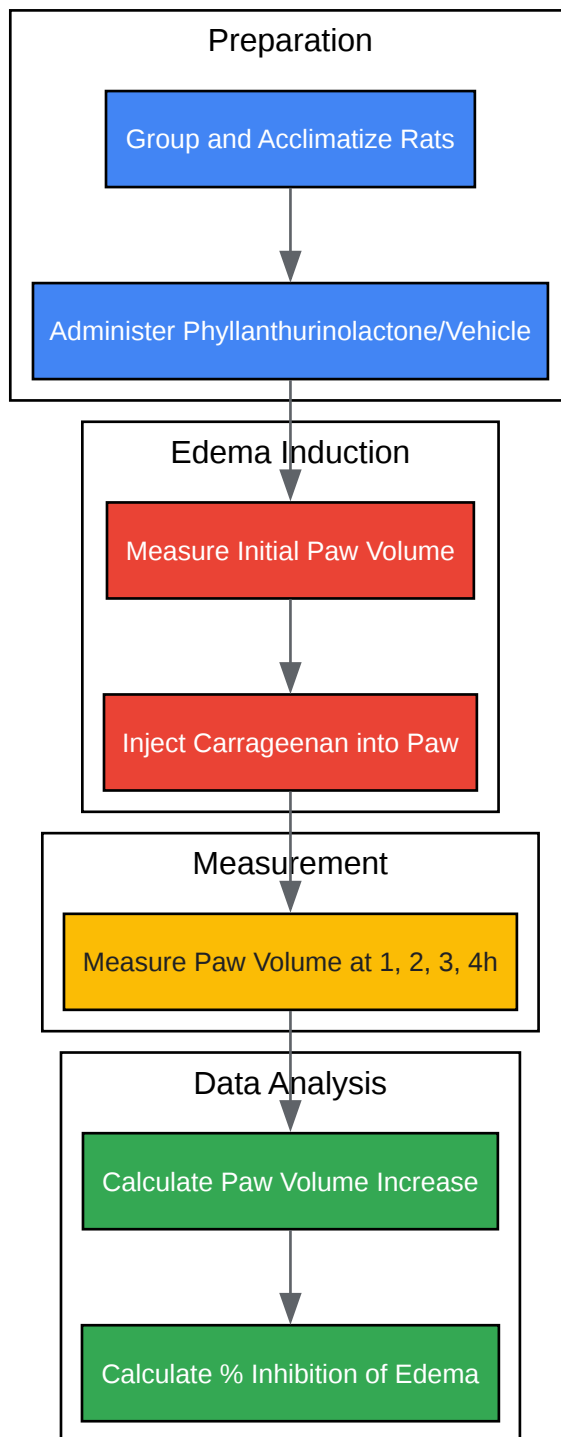 Preparation
Group and Acclimatize Rats
Administer Phyllanthurinolactone/Vehicle
Edema Induction
Measure Initial Paw Volume
Inject Carrageenan into Paw
Measurement
Measure Paw Volume at 1, 2, 3, 4h
Data Analysis
Calculate Paw Volume Increase
Calculate % Inhibition of Edema